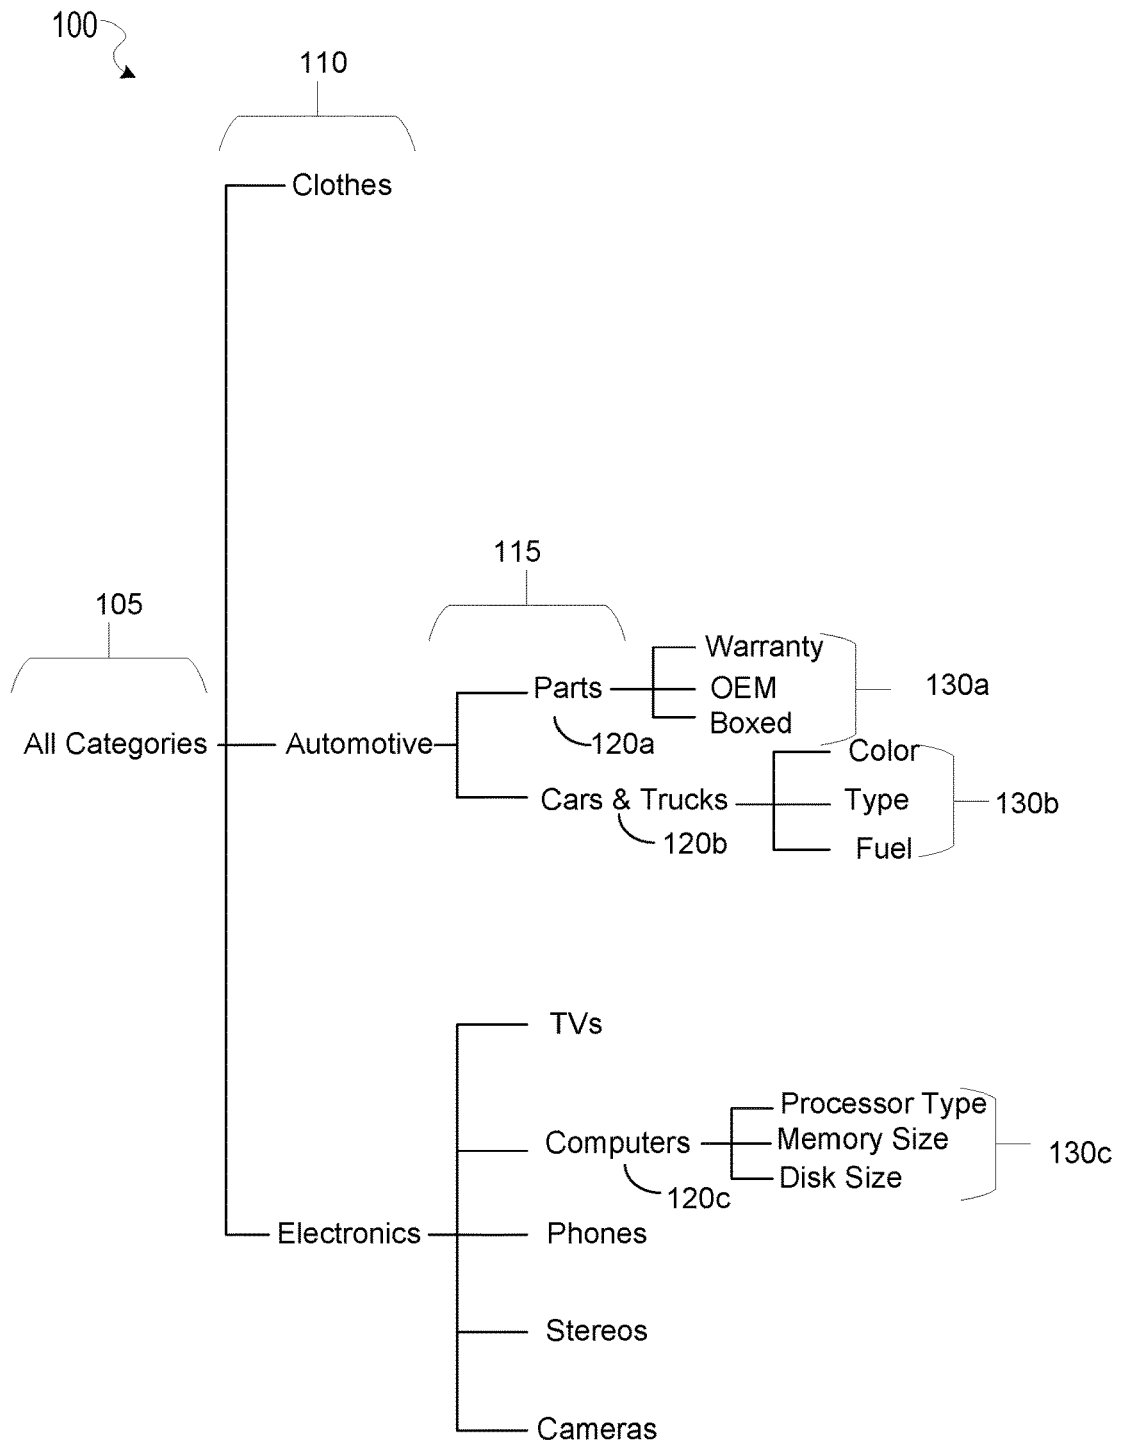 100
110
Clothes
115
105
Warranty
Parts
OEM
130a
Boxed
All Categories
Automotive
120a
Color
Cars & Trucks
Type
130b
120b
Fuel
TVs
Processor Type
Computers
Memory Size
130c
Disk Size
120c
Electronics
Phones
Stereos
Cameras